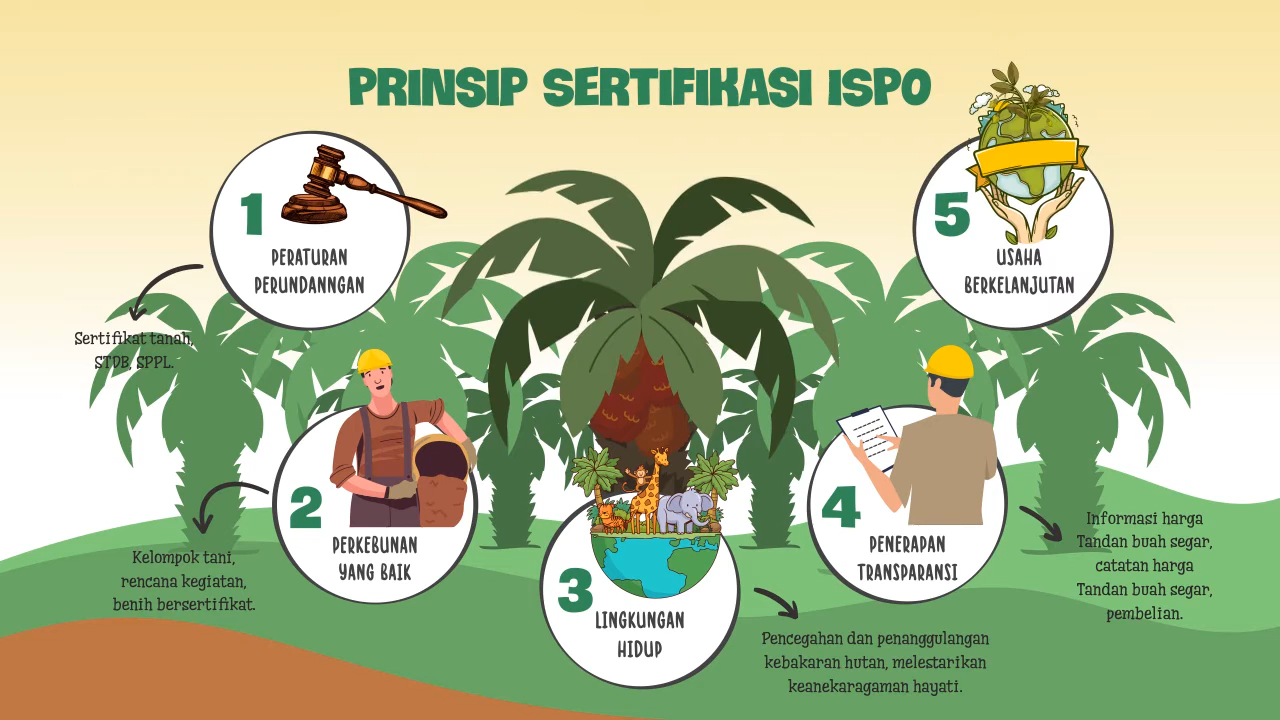 PRINSIP SERTIFIKASI ISPO
1
PERATURAN
PERUNDANNGAN
Sertifikat tanah,
STDB, SPPL.
2
PERKEBUNAN
YANG BAIK
Kelompok tani,
rencana kegiatan,
benih bersertifikat.
3
LINGKUNGAN
HIDUP
Pencegahan dan penanggulangan
kebakaran hutan, melestarikan
keanekaragaman hayati.
4
PENERAPAN
TRANSPARANSI
Informasi harga
Tandan buah segar,
catatan harga
Tandan buah segar,
pembelian.
5
USAHA
BERKELANJUTAN